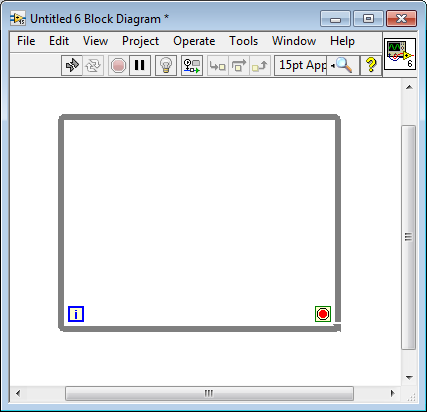 Untitled 6 Block Diagram *
File Edit View Project Operate Tools Window Help
15pt App
?
6
i